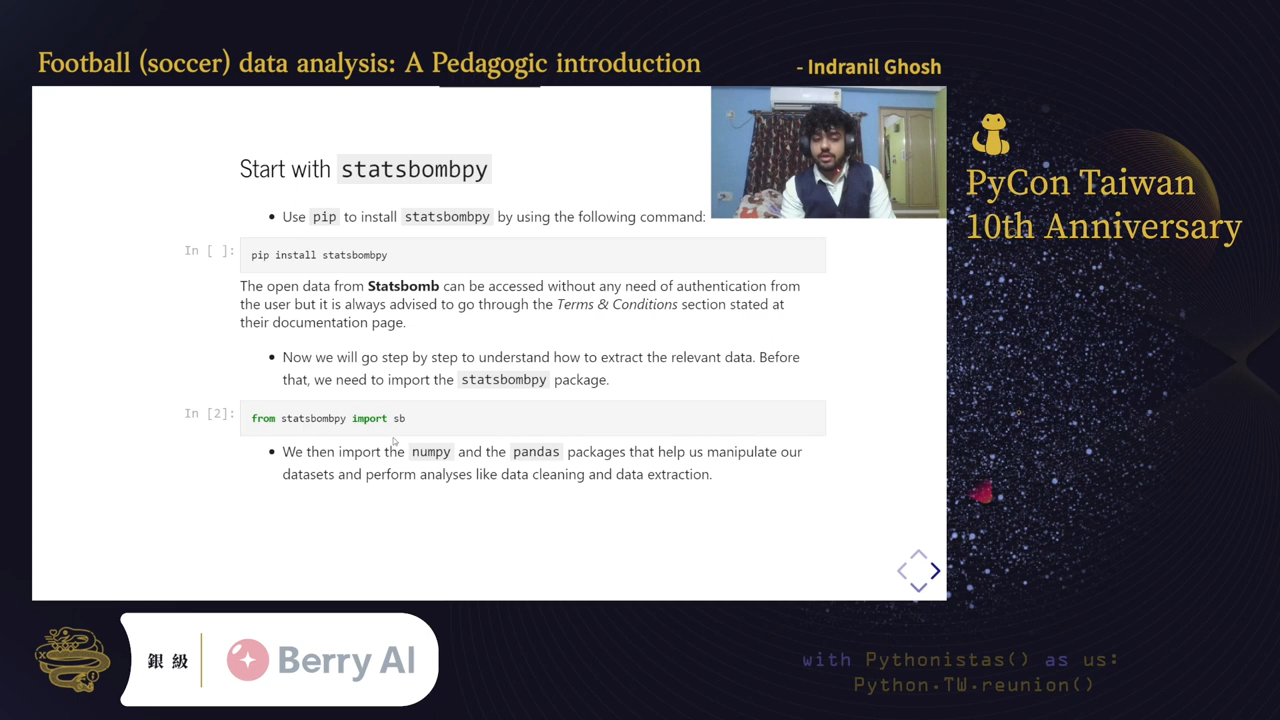 Football (soccer) data analysis: A Pedagogic introduction
- Indranil Ghosh
Start with statsbombpy
• Use pip to install statsbombpy by using the following command:
In [ ]:
pip install statsbombpy
The open data from Statsbomb can be accessed without any need of authentication from
the user but it is always advised to go through the Terms & Conditions section stated at
their documentation page.
• Now we will go step by step to understand how to extract the relevant data. Before
that, we need to import the statsbombpy package.
In [2]:
from statsbombpy import sb
• We then import the numpy and the pandas packages that help us manipulate our
datasets and perform analyses like data cleaning and data extraction.
PyCon Taiwan
10th Anniversary
銀級
Berry AI
with Pythonistas() as us:
Python.TW.reunion()